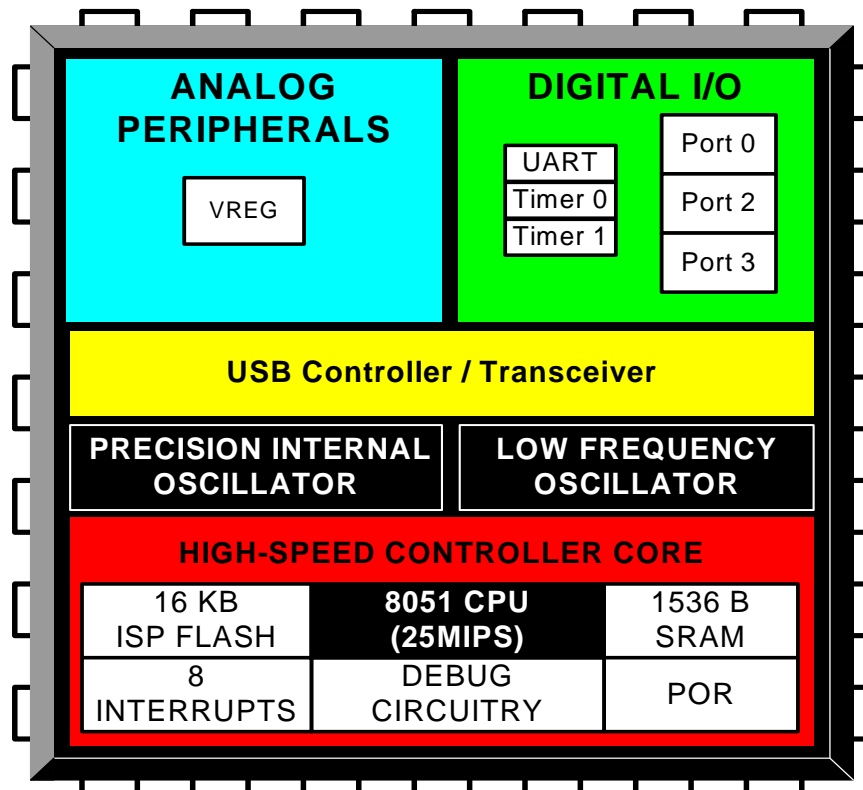 ANALOG
PERIPHERALS
VREG
DIGITAL I/O
UART
Timer 0
Timer 1
Port 0
Port 2
Port 3
USB Controller / Transceiver
PRECISION INTERNAL
OSCILLATOR
LOW FREQUENCY
OSCILLATOR
HIGH-SPEED CONTROLLER CORE
16 KB
ISP FLASH
8051 CPU
(25MIPS)
1536 B
SRAM
8
INTERRUPTS
DEBUG
CIRCUITRY
POR